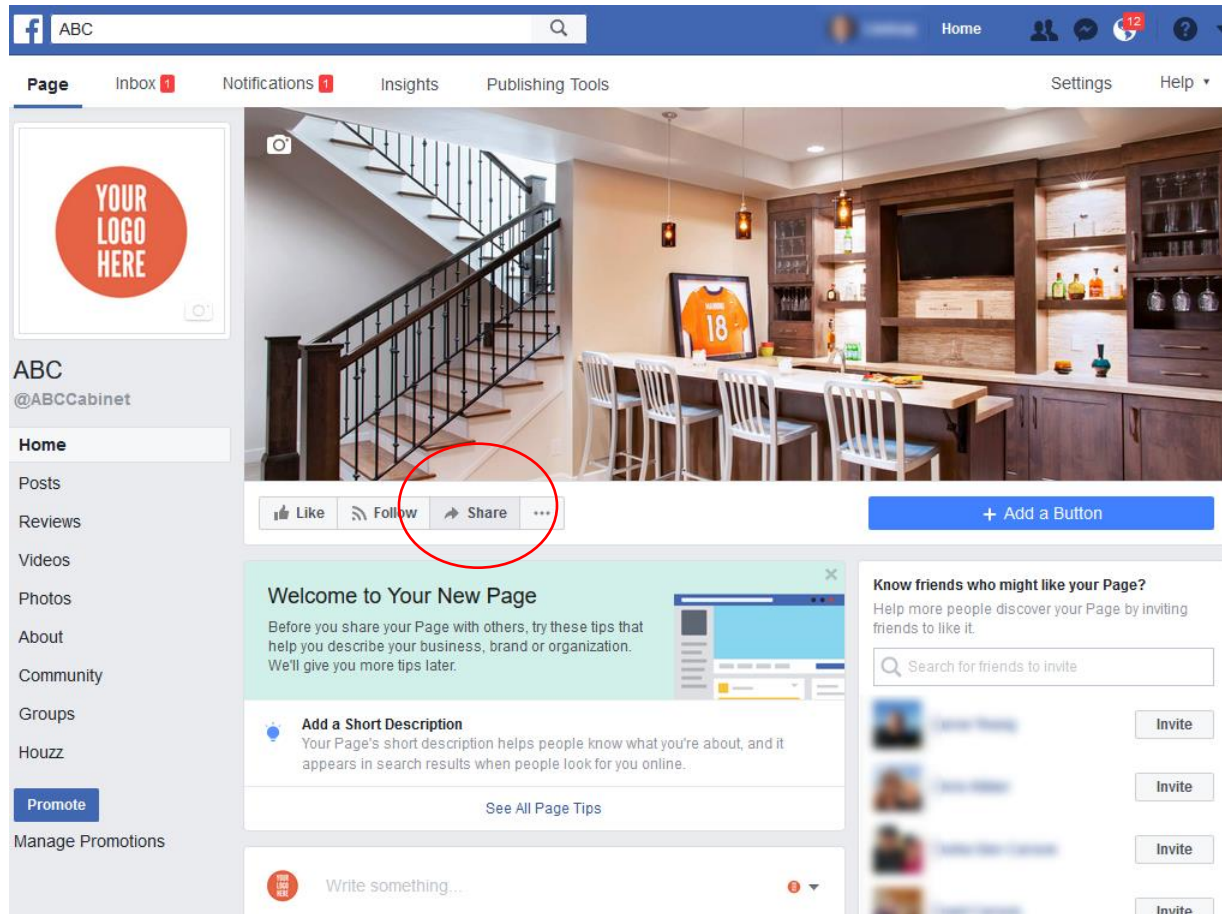 f ABC
Home
12
?
Page
Inbox 1
Notifications 1
Insights
Publishing Tools
Settings
Help
YOUR
LOGO
HERE
18
ABC
@ABCCabinet
Home
Posts
Reviews
Videos
Photos
About
Community
Groups
Houzz
Promote
Manage Promotions
Like
Follow
Share
...
+ Add a Button
Welcome to Your New Page
Before you share your Page with others, try these tips that
help you describe your business, brand or organization.
We'll give you more tips later.
Add a Short Description
Your Page's short description helps people know what you're about, and it
appears in search results when people look for you online.
See All Page Tips
YOUR
LOGO
HERE
Write something...
Know friends who might like your Page?
Help more people discover your Page by inviting
friends to like it.
Search for friends to invite
Invite
Invite
Invite
Invite